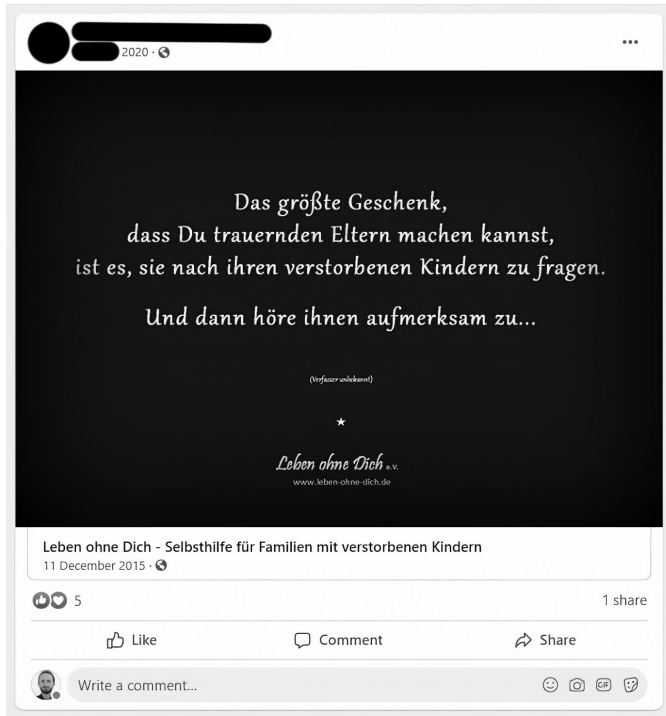 2020
Das größte Geschenk,
dass Du trauernden Eltern machen kannst,
ist es, sie nach ihren verstorbenen Kindern zu fragen.
Und dann höre ihnen aufmerksam zu...
(Verfasser unbekannt)
Leben ohne Dich e.V.
www.leben-ohne-dich.de
Leben ohne Dich - Selbsthilfe für Familien mit verstorbenen Kindern
11 December 2015
5
1 share
Like
Comment
Share
Write a comment...
GIF